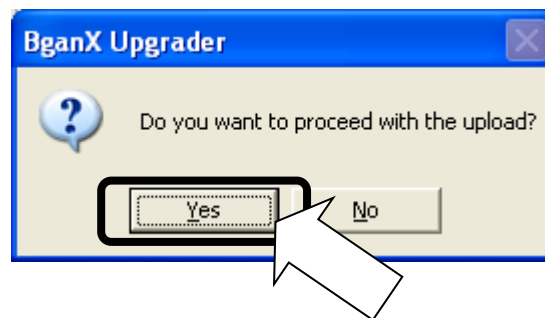 BganX Upgrader
Do you want to proceed with the upload?
Yes No